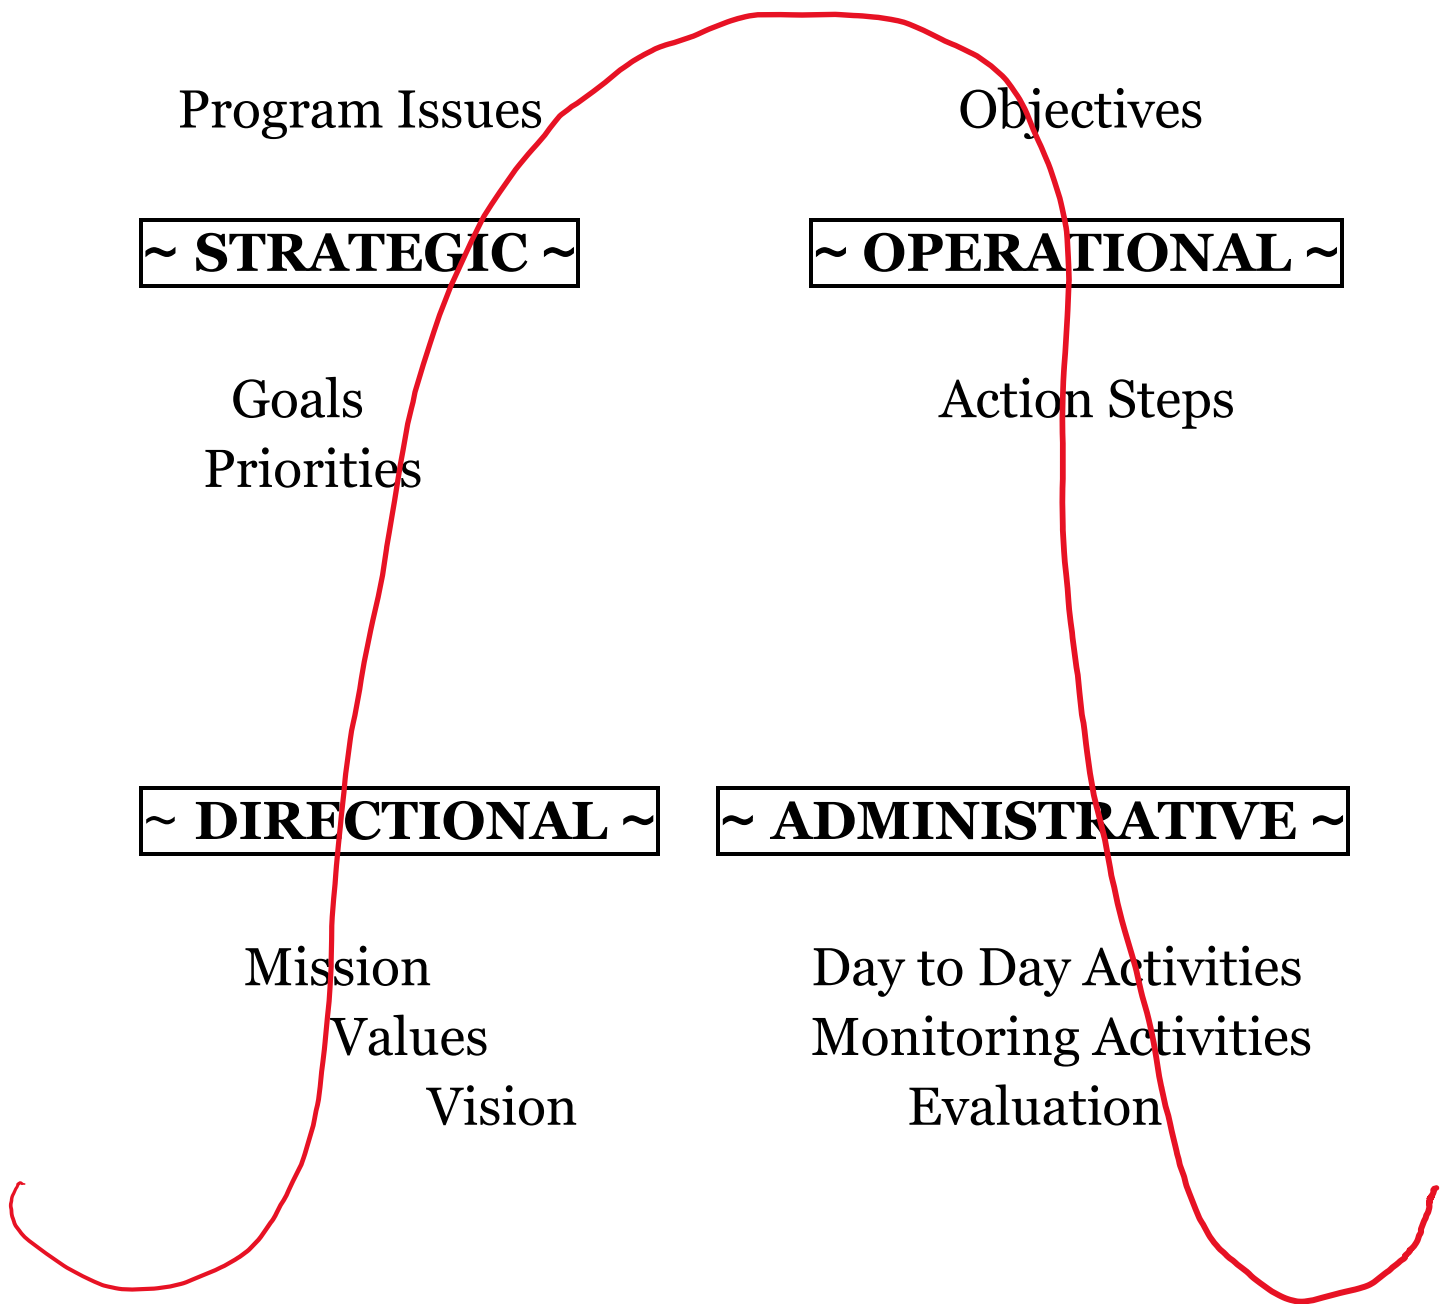 Program Issues
Objectives
~ STRATEGIC ~
~ OPERATIONAL ~
Goals
Priorities
Action Steps
~ DIRECTIONAL ~
~ ADMINISTRATIVE ~
Mission
Values
Vision
Day to Day Activities
Monitoring Activities
Evaluation